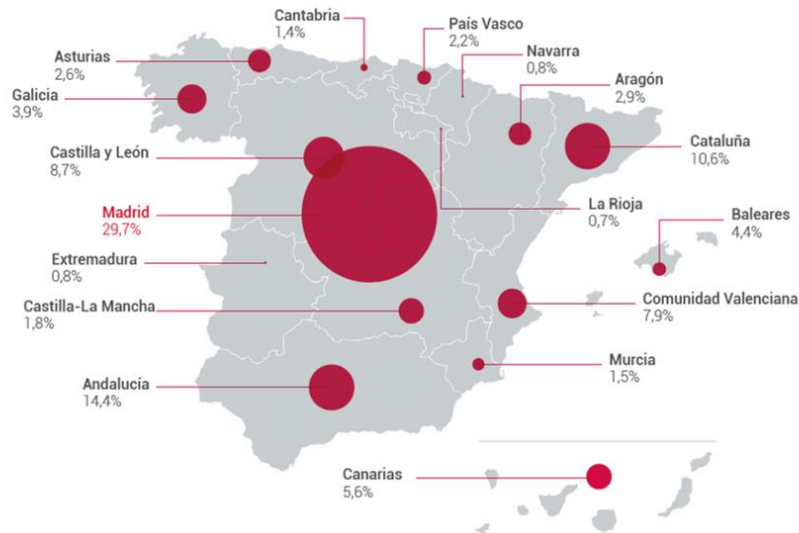 Cantabria
1,4%
País Vasco
2,2%
Asturias
2,6%
Navarra
0,8%
Galicia
3,9%
Aragón
2,9%
Castilla y León
8,7%
Cataluña
10,6%
Madrid
29,7%
La Rioja
0,7%
Baleares
4,4%
Extremadura
0,8%
Castilla-La Mancha
1,8%
Comunidad Valenciana
7,9%
Andalucía
14,4%
Murcia
1,5%
Canarias
5,6%